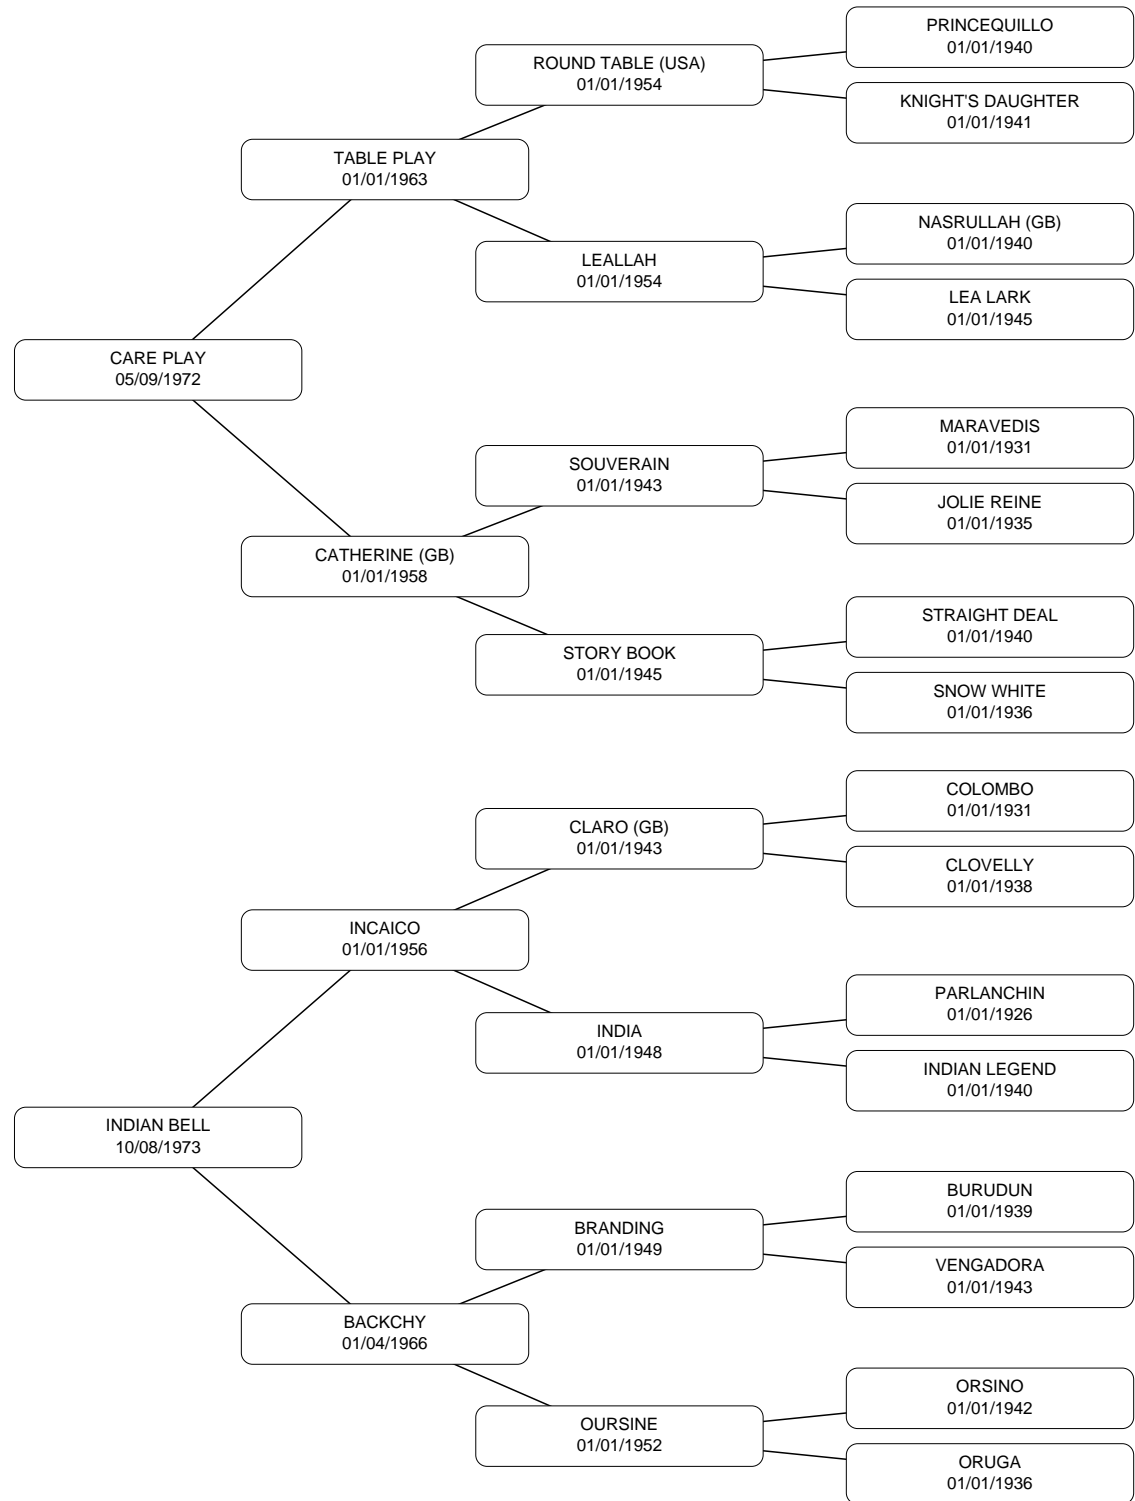 PRINCEQUILLO
01/01/1940
ROUND TABLE (USA)
01/01/1954
KNIGHT'S DAUGHTER
01/01/1941
TABLE PLAY
01/01/1963
NASRULLAH (GB)
01/01/1940
LEALLAH
01/01/1954
LEA LARK
01/01/1945
CARE PLAY
05/09/1972
MARAVEDIS
01/01/1931
SOUVERAIN
01/01/1943
JOLIE REINE
01/01/1935
CATHERINE (GB)
01/01/1958
STRAIGHT DEAL
01/01/1940
STORY BOOK
01/01/1945
SNOW WHITE
01/01/1936
COLOMBO
01/01/1931
CLARO (GB)
01/01/1943
CLOVELLY
01/01/1938
INCAICO
01/01/1956
PARLANCHIN
01/01/1926
INDIA
01/01/1948
INDIAN LEGEND
01/01/1940
INDIAN BELL
10/08/1973
BURUDUN
01/01/1939
BRANDING
01/01/1949
VENGADORA
01/01/1943
BACKCHY
01/04/1966
ORSINO
01/01/1942
OURSINE
01/01/1952
ORUGA
01/01/1936